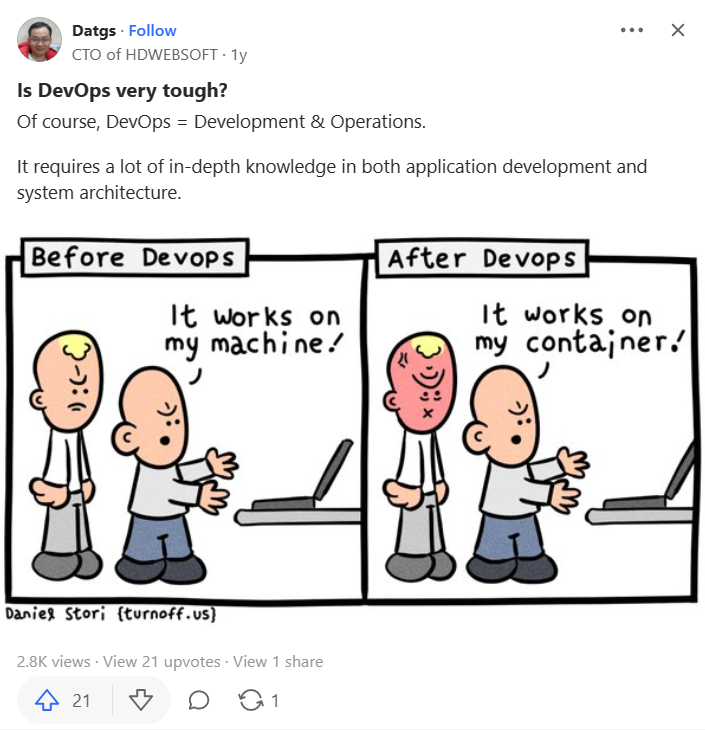 Datgs · Follow
CTO of HDWEBSOFT · 1y
Is DevOps very tough?
Of course, DevOps = Development & Operations.
It requires a lot of in-depth knowledge in both application development and
system architecture.
Before Devops
It works on
my machine!
After Devops
It works on
my container!
Daniel Stori {turnoff.us}
2.8K views · View 21 upvotes · View 1 share
21
1